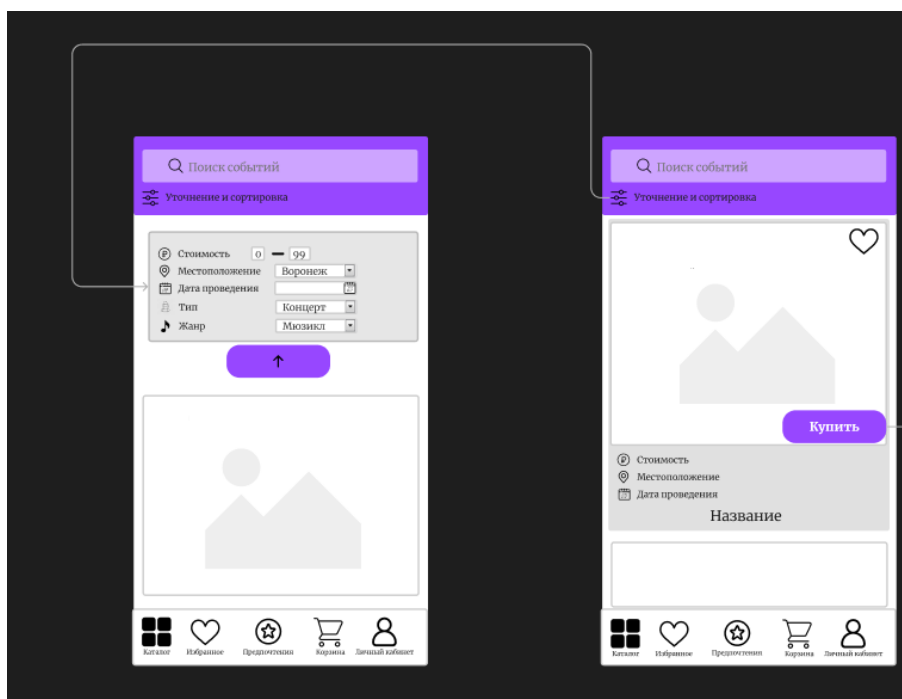 Поиск событий
Уточнение и сортировка
Стоимость 0 — 99
Местоположение Воронеж
Дата проведения
Тип Концерт
Жанр Мюзикл
Каталог Избранное Предпочтения Корзина Личный кабинет
Поиск событий
Уточнение и сортировка
Купить
Стоимость
Местоположение
Дата проведения
Название
Каталог Избранное Предпочтения Корзина Личный кабинет